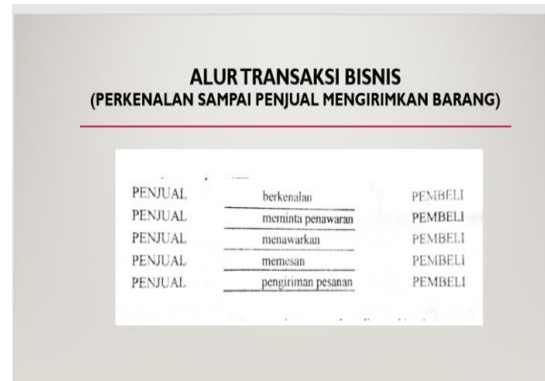 ALUR TRANSAKSI BISNIS
(PERKENALAN SAMPAI PENJUAL MENGIRIMKAN BARANG)
PENJUAL berkenalan PEMBELI
PENJUAL meminta penawaran PEMBELI
PENJUAL menawarkan PEMBELI
PENJUAL memesan PEMBELI
PENJUAL pengiriman pesanan PEMBELI